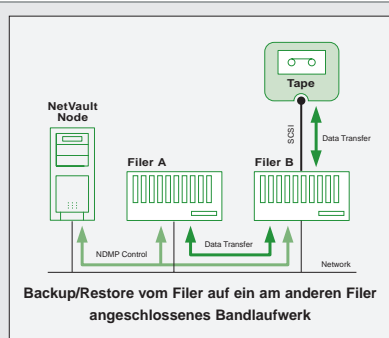 Tape
NetVault
Node
SCSI
Data Transfer
Filer A
Filer B
NDMP Control
Data Transfer
Network
Backup/Restore vom Filer auf ein am anderen Filer
angeschlossenes Bandlaufwerk